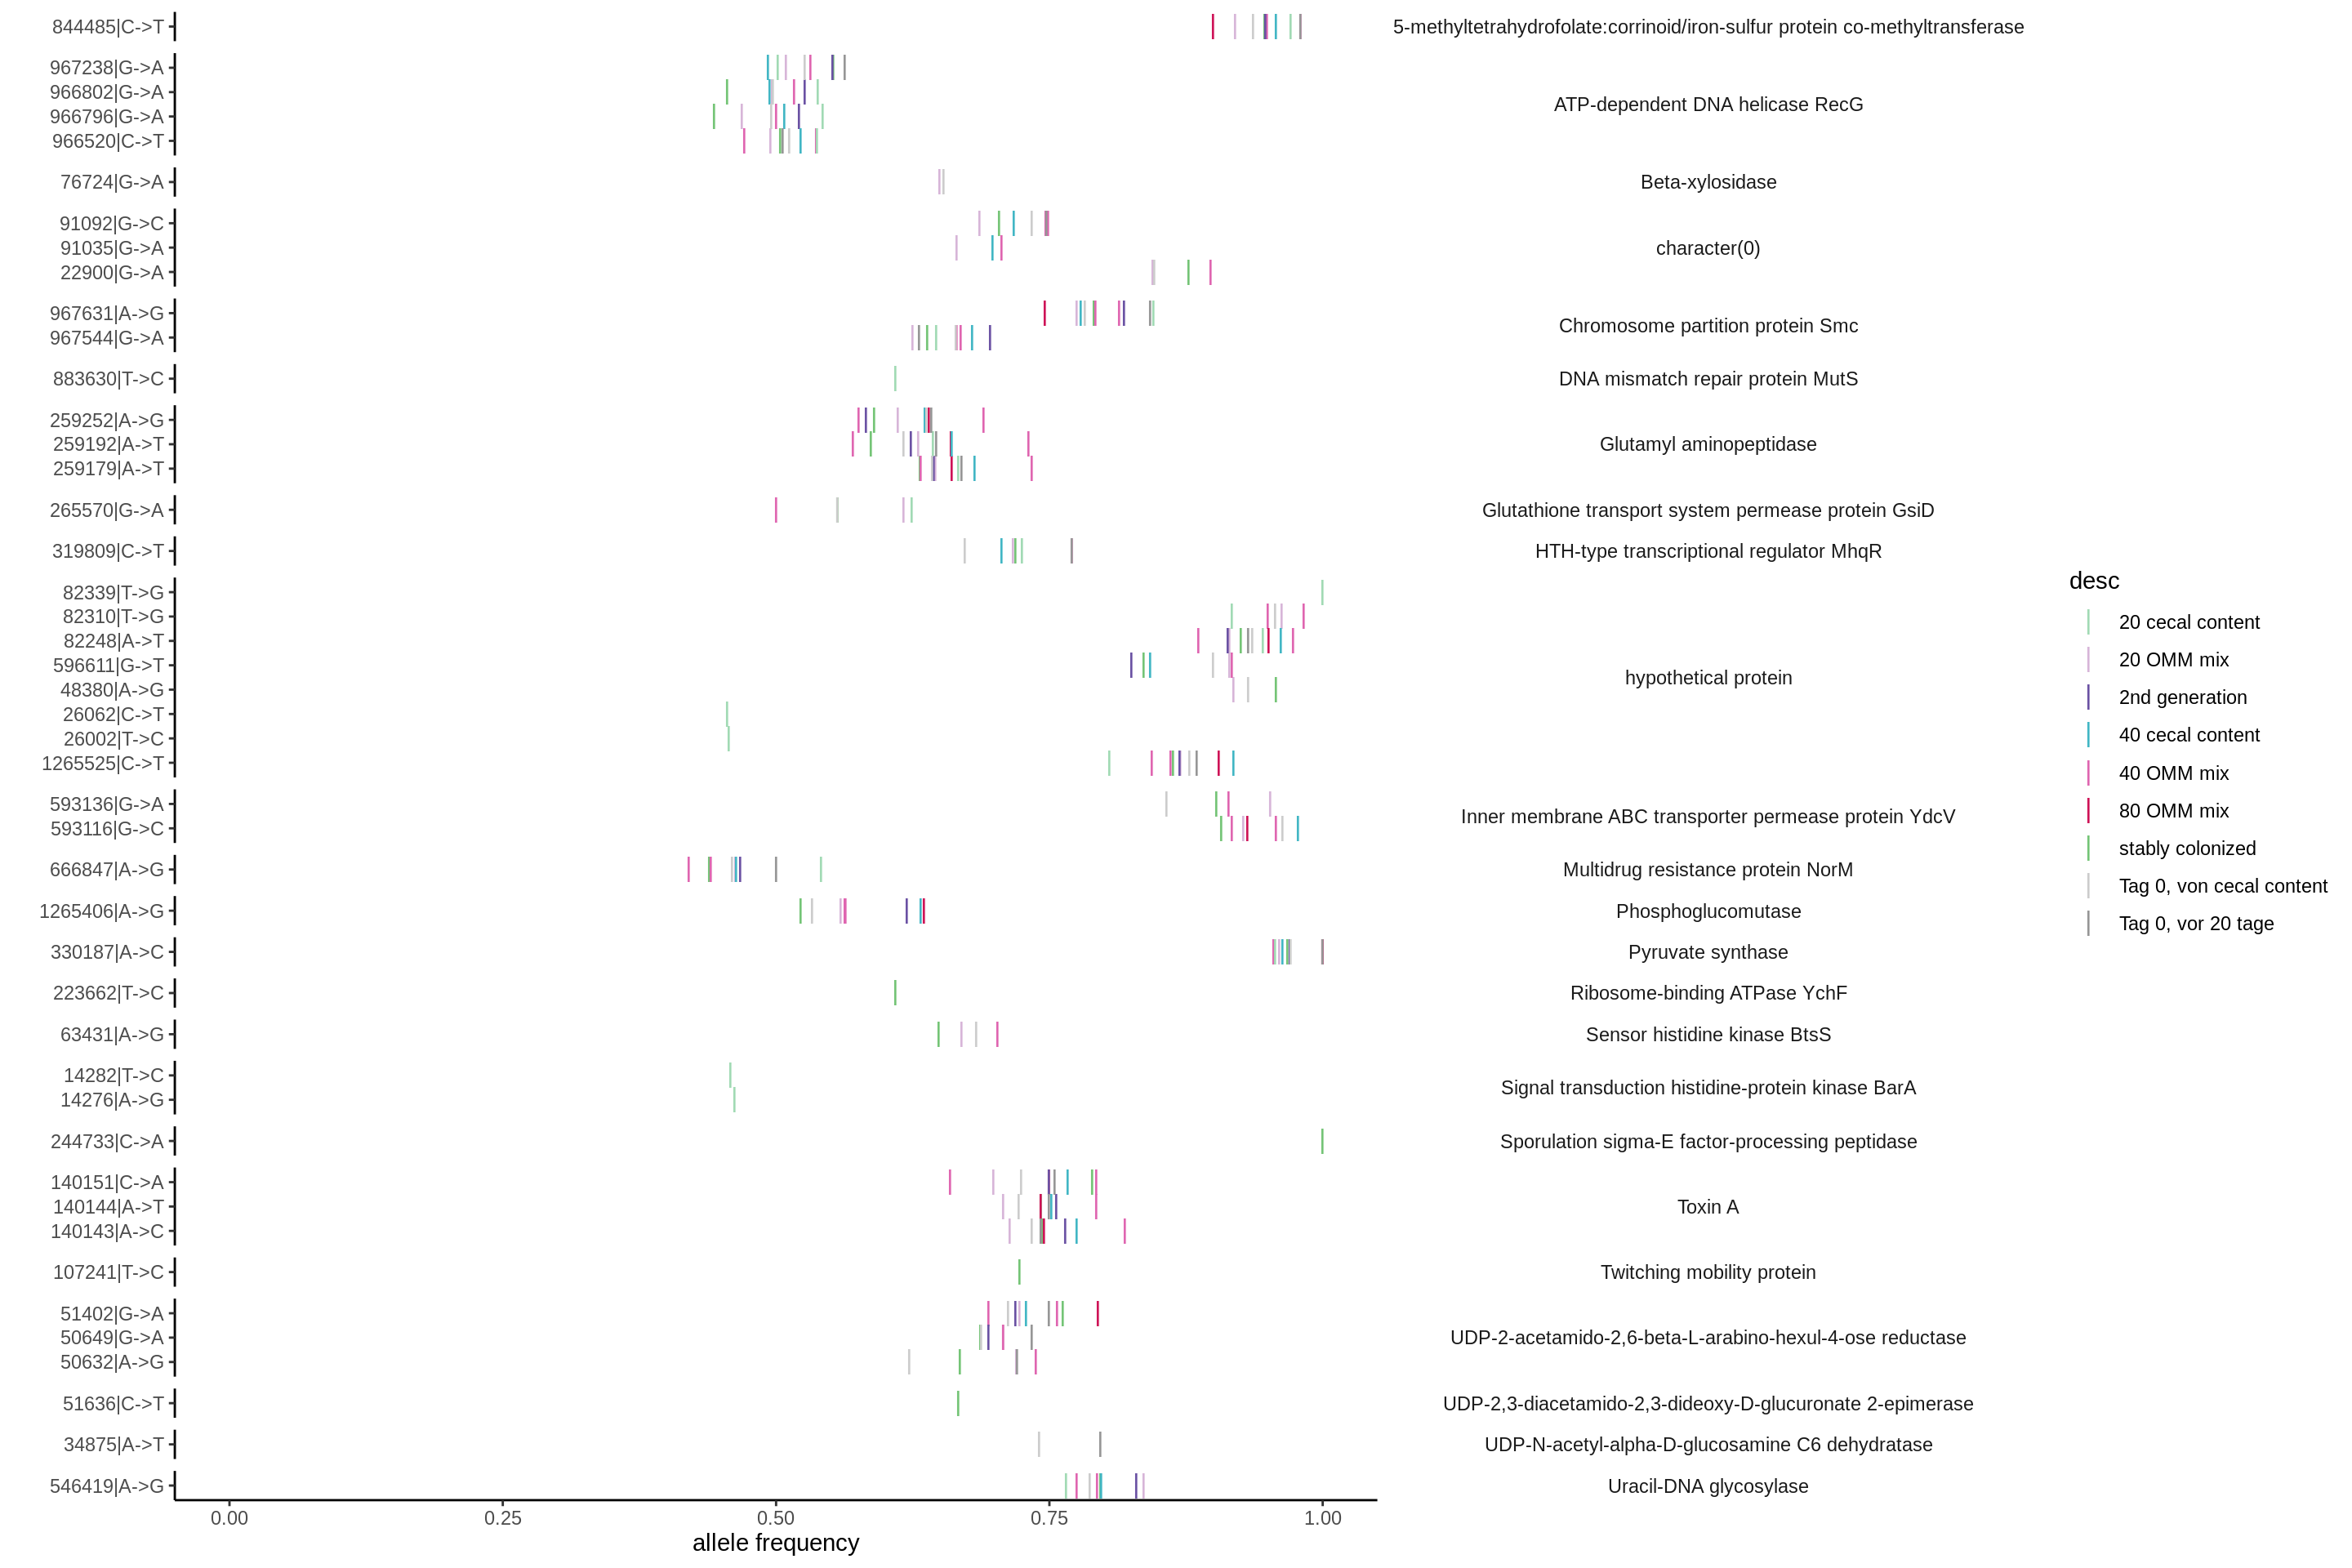 844485|C->T
5-methyltetrahydrofolate:corrinoid/iron-sulfur protein co-methyltransferase
967238|G->A
966802|G->A
966796|G->A
966520|C->T
ATP-dependent DNA helicase RecG
76724|G->A
Beta-xylosidase
91092|G->C
91035|G->A
22900|G->A
character(0)
967631|A->G
967544|G->A
Chromosome partition protein Smc
883630|T->C
DNA mismatch repair protein MutS
259252|A->G
259192|A->T
259179|A->T
Glutamyl aminopeptidase
265570|G->A
Glutathione transport system permease protein GsiD
319809|C->T
HTH-type transcriptional regulator MhqR
82339|T->G
82310|T->G
82248|A->T
596611|G->T
48380|A->G
26062|C->T
26002|T->C
1265525|C->T
hypothetical protein
593136|G->A
593116|G->C
Inner membrane ABC transporter permease protein YdcV
666847|A->G
Multidrug resistance protein NorM
1265406|A->G
Phosphoglucomutase
330187|A->C
Pyruvate synthase
223662|T->C
Ribosome-binding ATPase YchF
63431|A->G
Sensor histidine kinase BtsS
14282|T->C
14276|A->G
Signal transduction histidine-protein kinase BarA
244733|C->A
Sporulation sigma-E factor-processing peptidase
140151|C->A
140144|A->T
140143|A->C
Toxin A
107241|T->C
Twitching mobility protein
51402|G->A
50649|G->A
50632|A->G
UDP-2-acetamido-2,6-beta-L-arabino-hexul-4-ose reductase
51636|C->T
UDP-2,3-diacetamido-2,3-dideoxy-D-glucuronate 2-epimerase
34875|A->T
UDP-N-acetyl-alpha-D-glucosamine C6 dehydratase
546419|A->G
Uracil-DNA glycosylase
0.00 0.25 0.50 0.75 1.00
allele frequency
desc
20 cecal content
20 OMM mix
2nd generation
40 cecal content
40 OMM mix
80 OMM mix
stably colonized
Tag 0, von cecal content
Tag 0, vor 20 tage